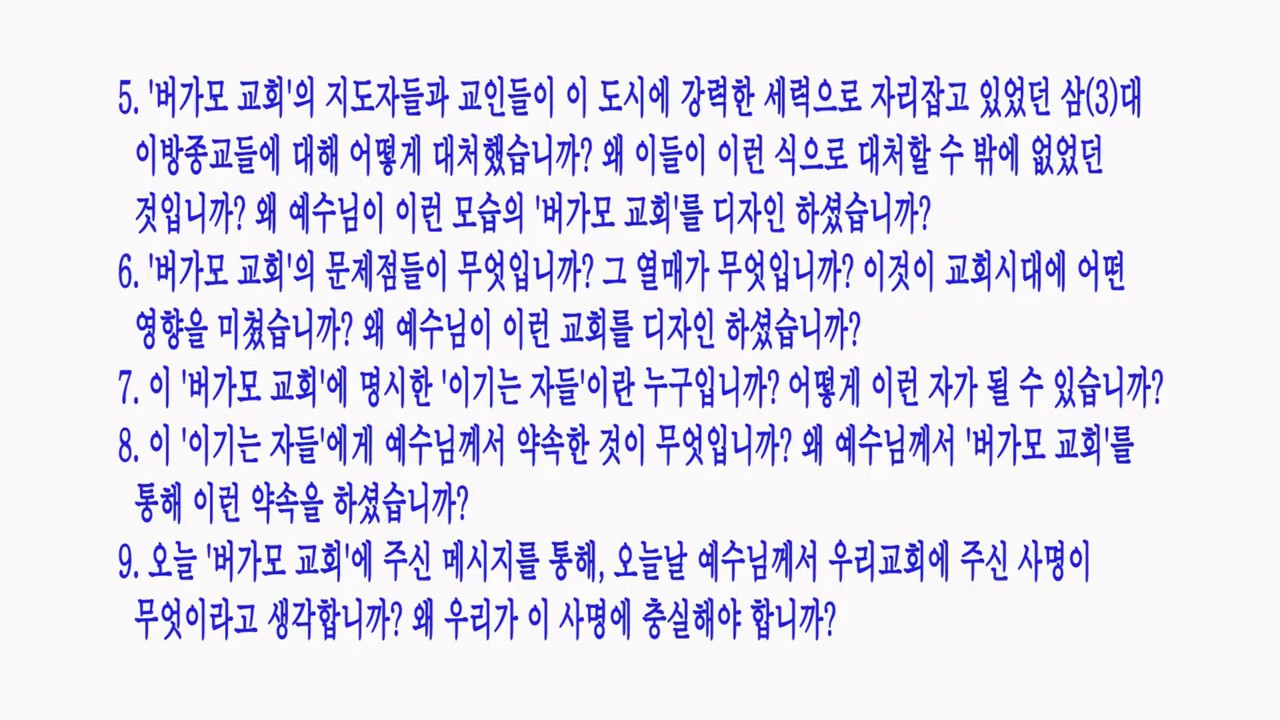 5. '버가모 교회'의 지도자들과 교인들이 이 도시에 강력한 세력으로 자리잡고 있었던 삼(3)대
이방종교들에 대해 어떻게 대처했습니까? 왜 이들이 이런 식으로 대처할 수 밖에 없었던
것입니까? 왜 예수님이 이런 모습의 '버가모 교회'를 디자인 하셨습니까?
6. '버가모 교회'의 문제점들이 무엇입니까? 그 열매가 무엇입니까? 이것이 교회시대에 어떤
영향을 미쳤습니까? 왜 예수님이 이런 교회를 디자인 하셨습니까?
7. 이 '버가모 교회'에 명시한 '이기는 자들'이란 누구입니까? 어떻게 이런 자가 될 수 있습니까?
8. 이 '이기는 자들'에게 예수님께서 약속한 것이 무엇입니까? 왜 예수님께서 '버가모 교회'를
통해 이런 약속을 하셨습니까?
9. 오늘 '버가모 교회'에 주신 메시지를 통해, 오늘날 예수님께서 우리교회에 주신 사명이
무엇이라고 생각합니까? 왜 우리가 이 사명에 충실해야 합니까?